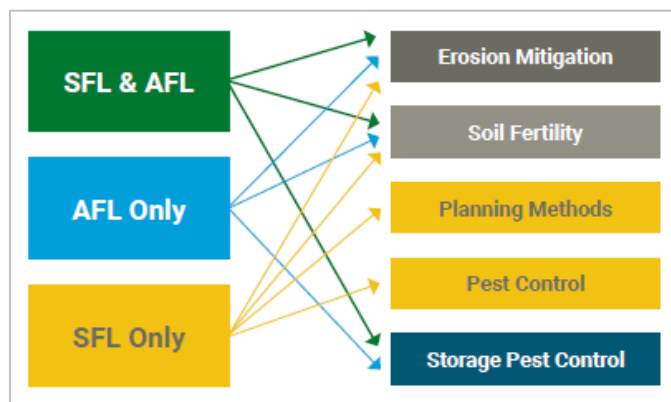 SFL & AFL
AFL Only
SFL Only
Erosion Mitigation
Soil Fertility
Planning Methods
Pest Control
Storage Pest Control